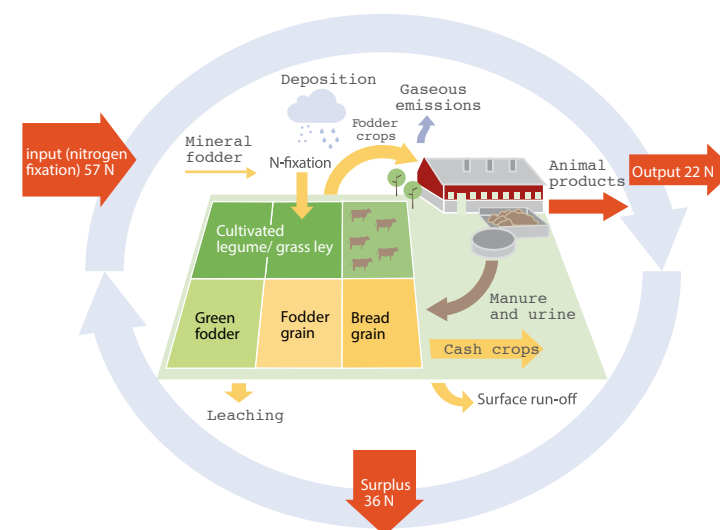 Deposition
Gaseous
emissions
Fodder
crops
Mineral
fodder
input (nitrogen
fixation) 57 N
N-fixation
Animal
products
Output 22 N
Cultivated
legume/ grass ley
Green
fodder
Fodder
grain
Bread
grain
Manure
and urine
Cash crops
Leaching
Surface run-off
Surplus
36 N